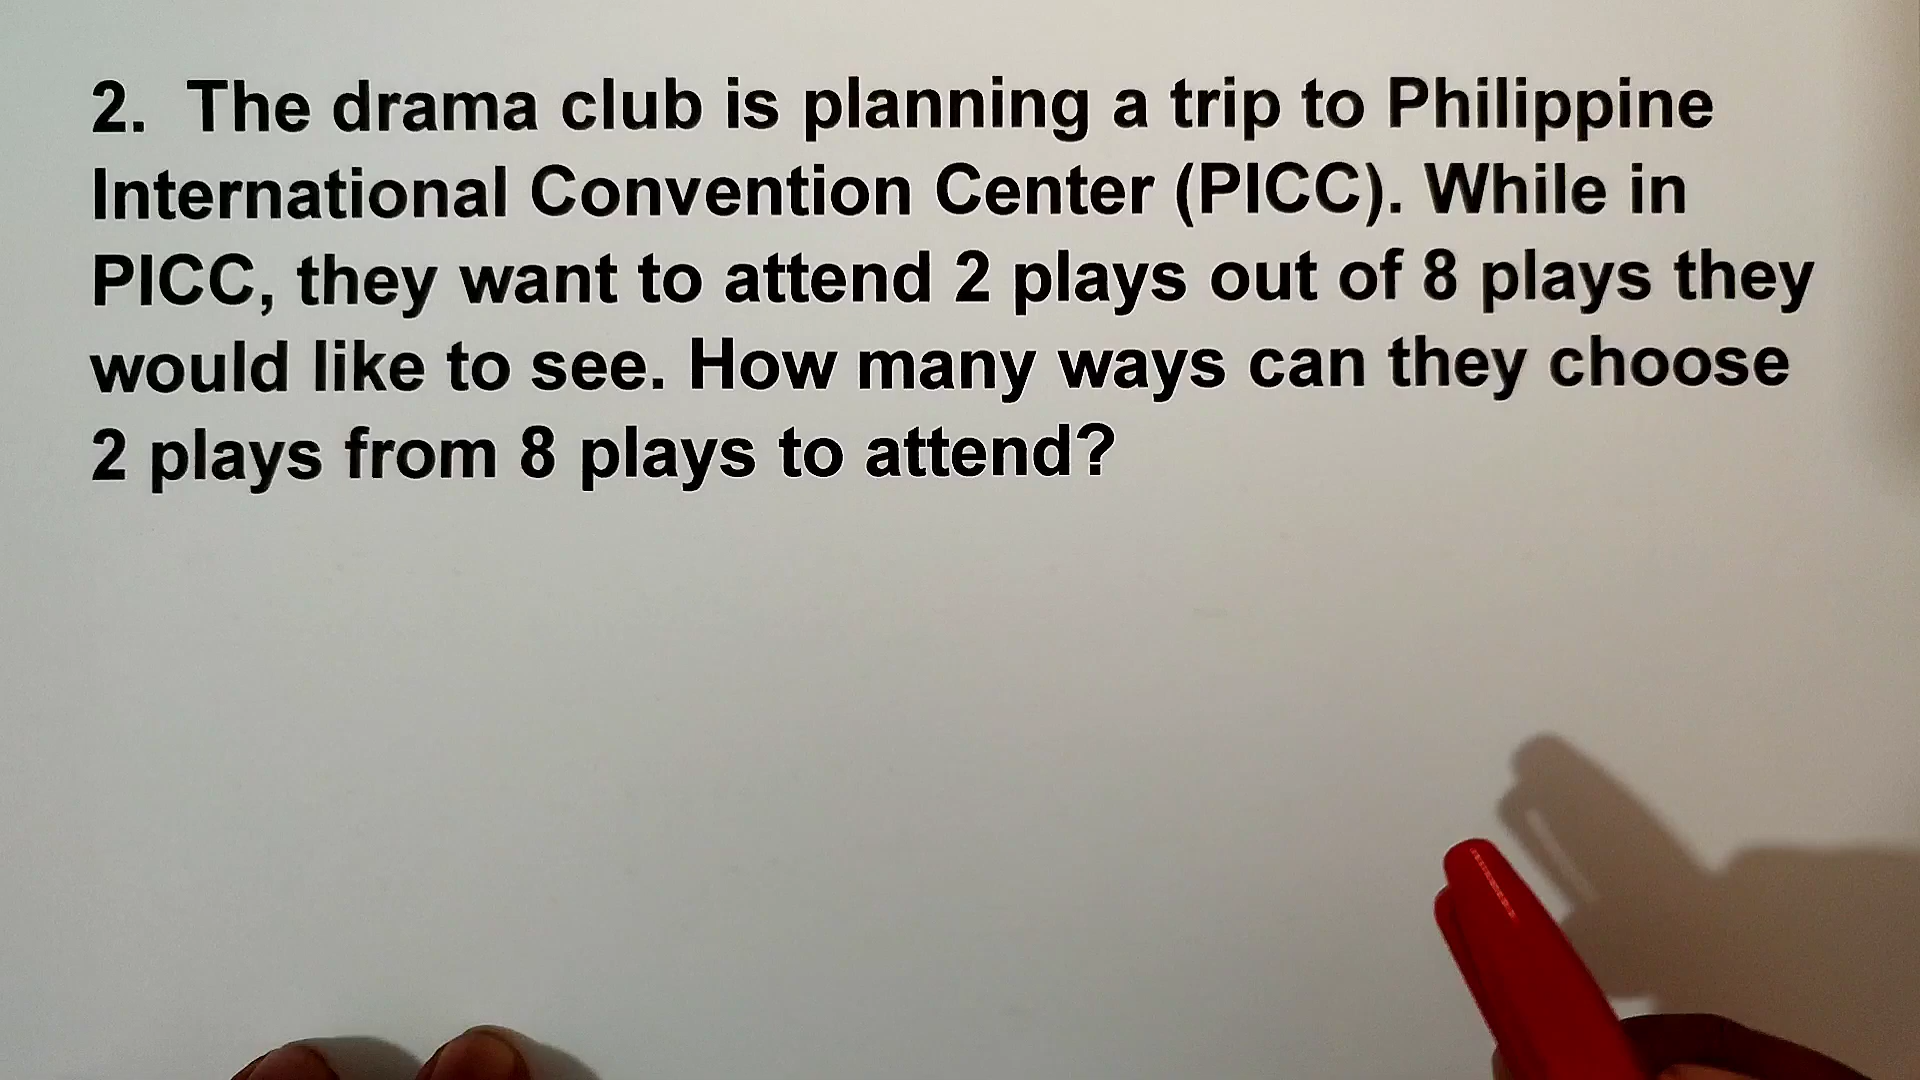 2. The drama club is planning a trip to Philippine
International Convention Center (PICC). While in
PICC, they want to attend 2 plays out of 8 plays they
would like to see. How many ways can they choose
2 plays from 8 plays to attend?